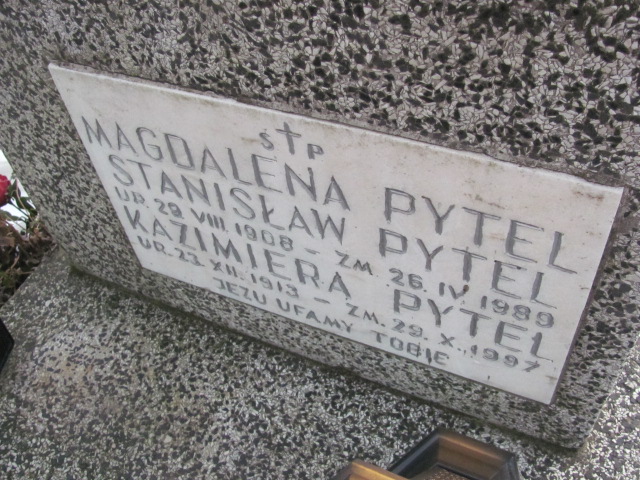 Ś†P
MAGDALENA PYTEL
STANISŁAW PYTEL
UR. 29.VIII.1908 – ZM. 26.IV.1989
KAZIMIERA PYTEL
UR. 23.XII.1913 – ZM. 29.X.1997
JEZU UFAMY TOBIE